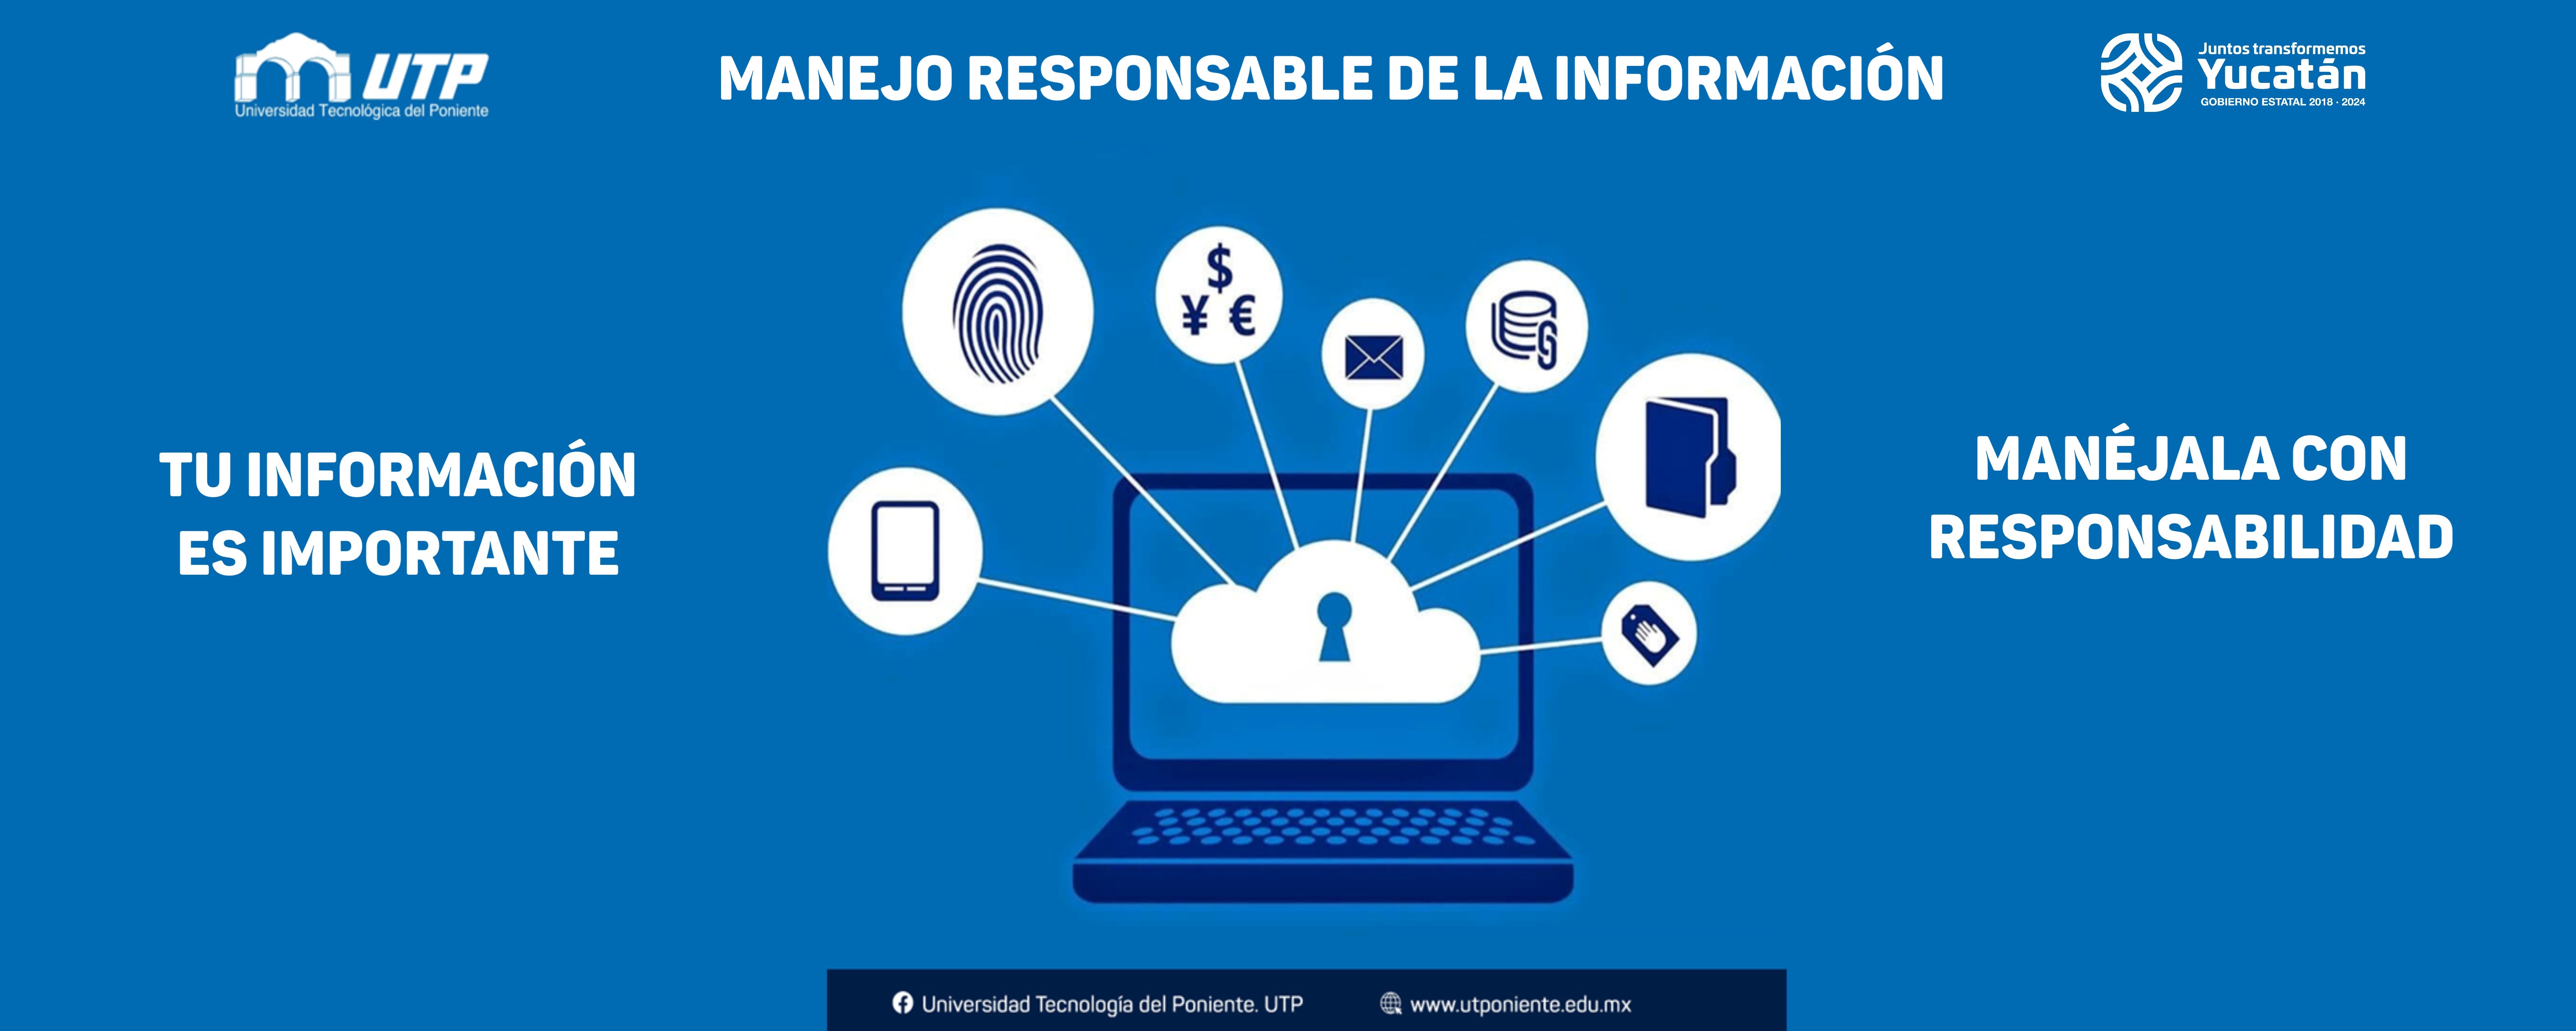 UTP
Universidad Tecnológica del Poniente
MANEJO RESPONSABLE DE LA INFORMACIÓN
Juntos transformemos
Yucatán
GOBIERNO ESTATAL 2018 · 2024
$
¥ €
TU INFORMACIÓN
ES IMPORTANTE
MANÉJALA CON
RESPONSABILIDAD
Universidad Tecnología del Poniente. UTP
www.utponiente.edu.mx